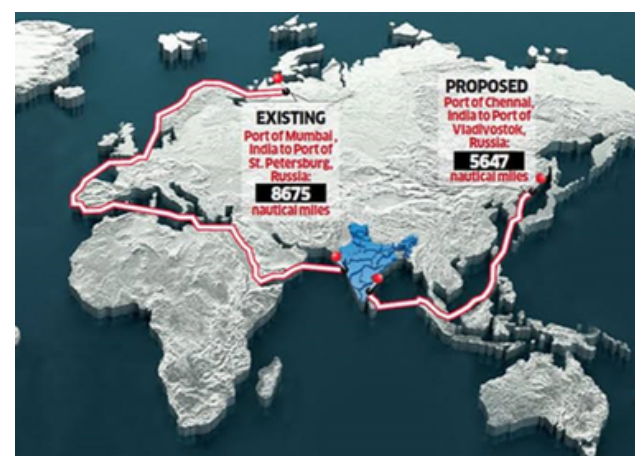 EXISTING
Port of Mumbai,
India to Port of
St. Petersburg,
Russia:
8675
nautical miles
PROPOSED
Port of Chennai,
India to Port of
Vladivostok,
Russia:
5647
nautical miles